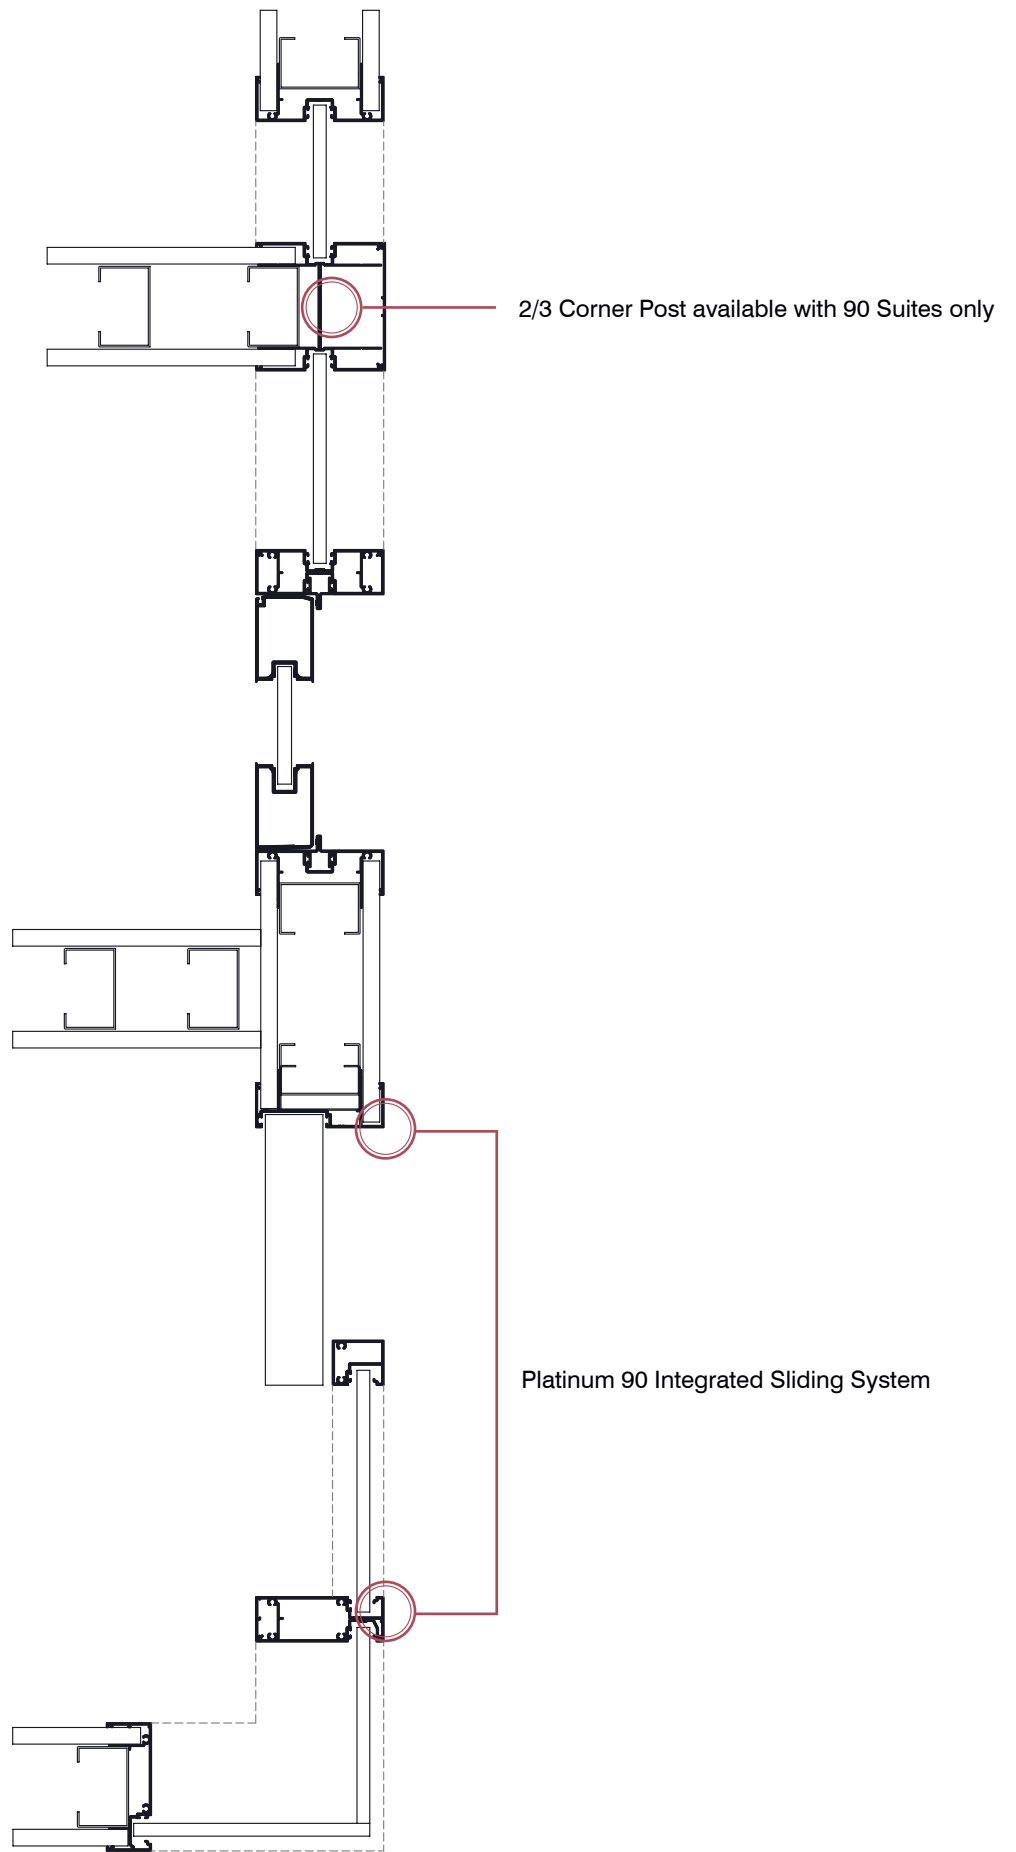 2/3 Corner Post available with 90 Suites only
Platinum 90 Integrated Sliding System